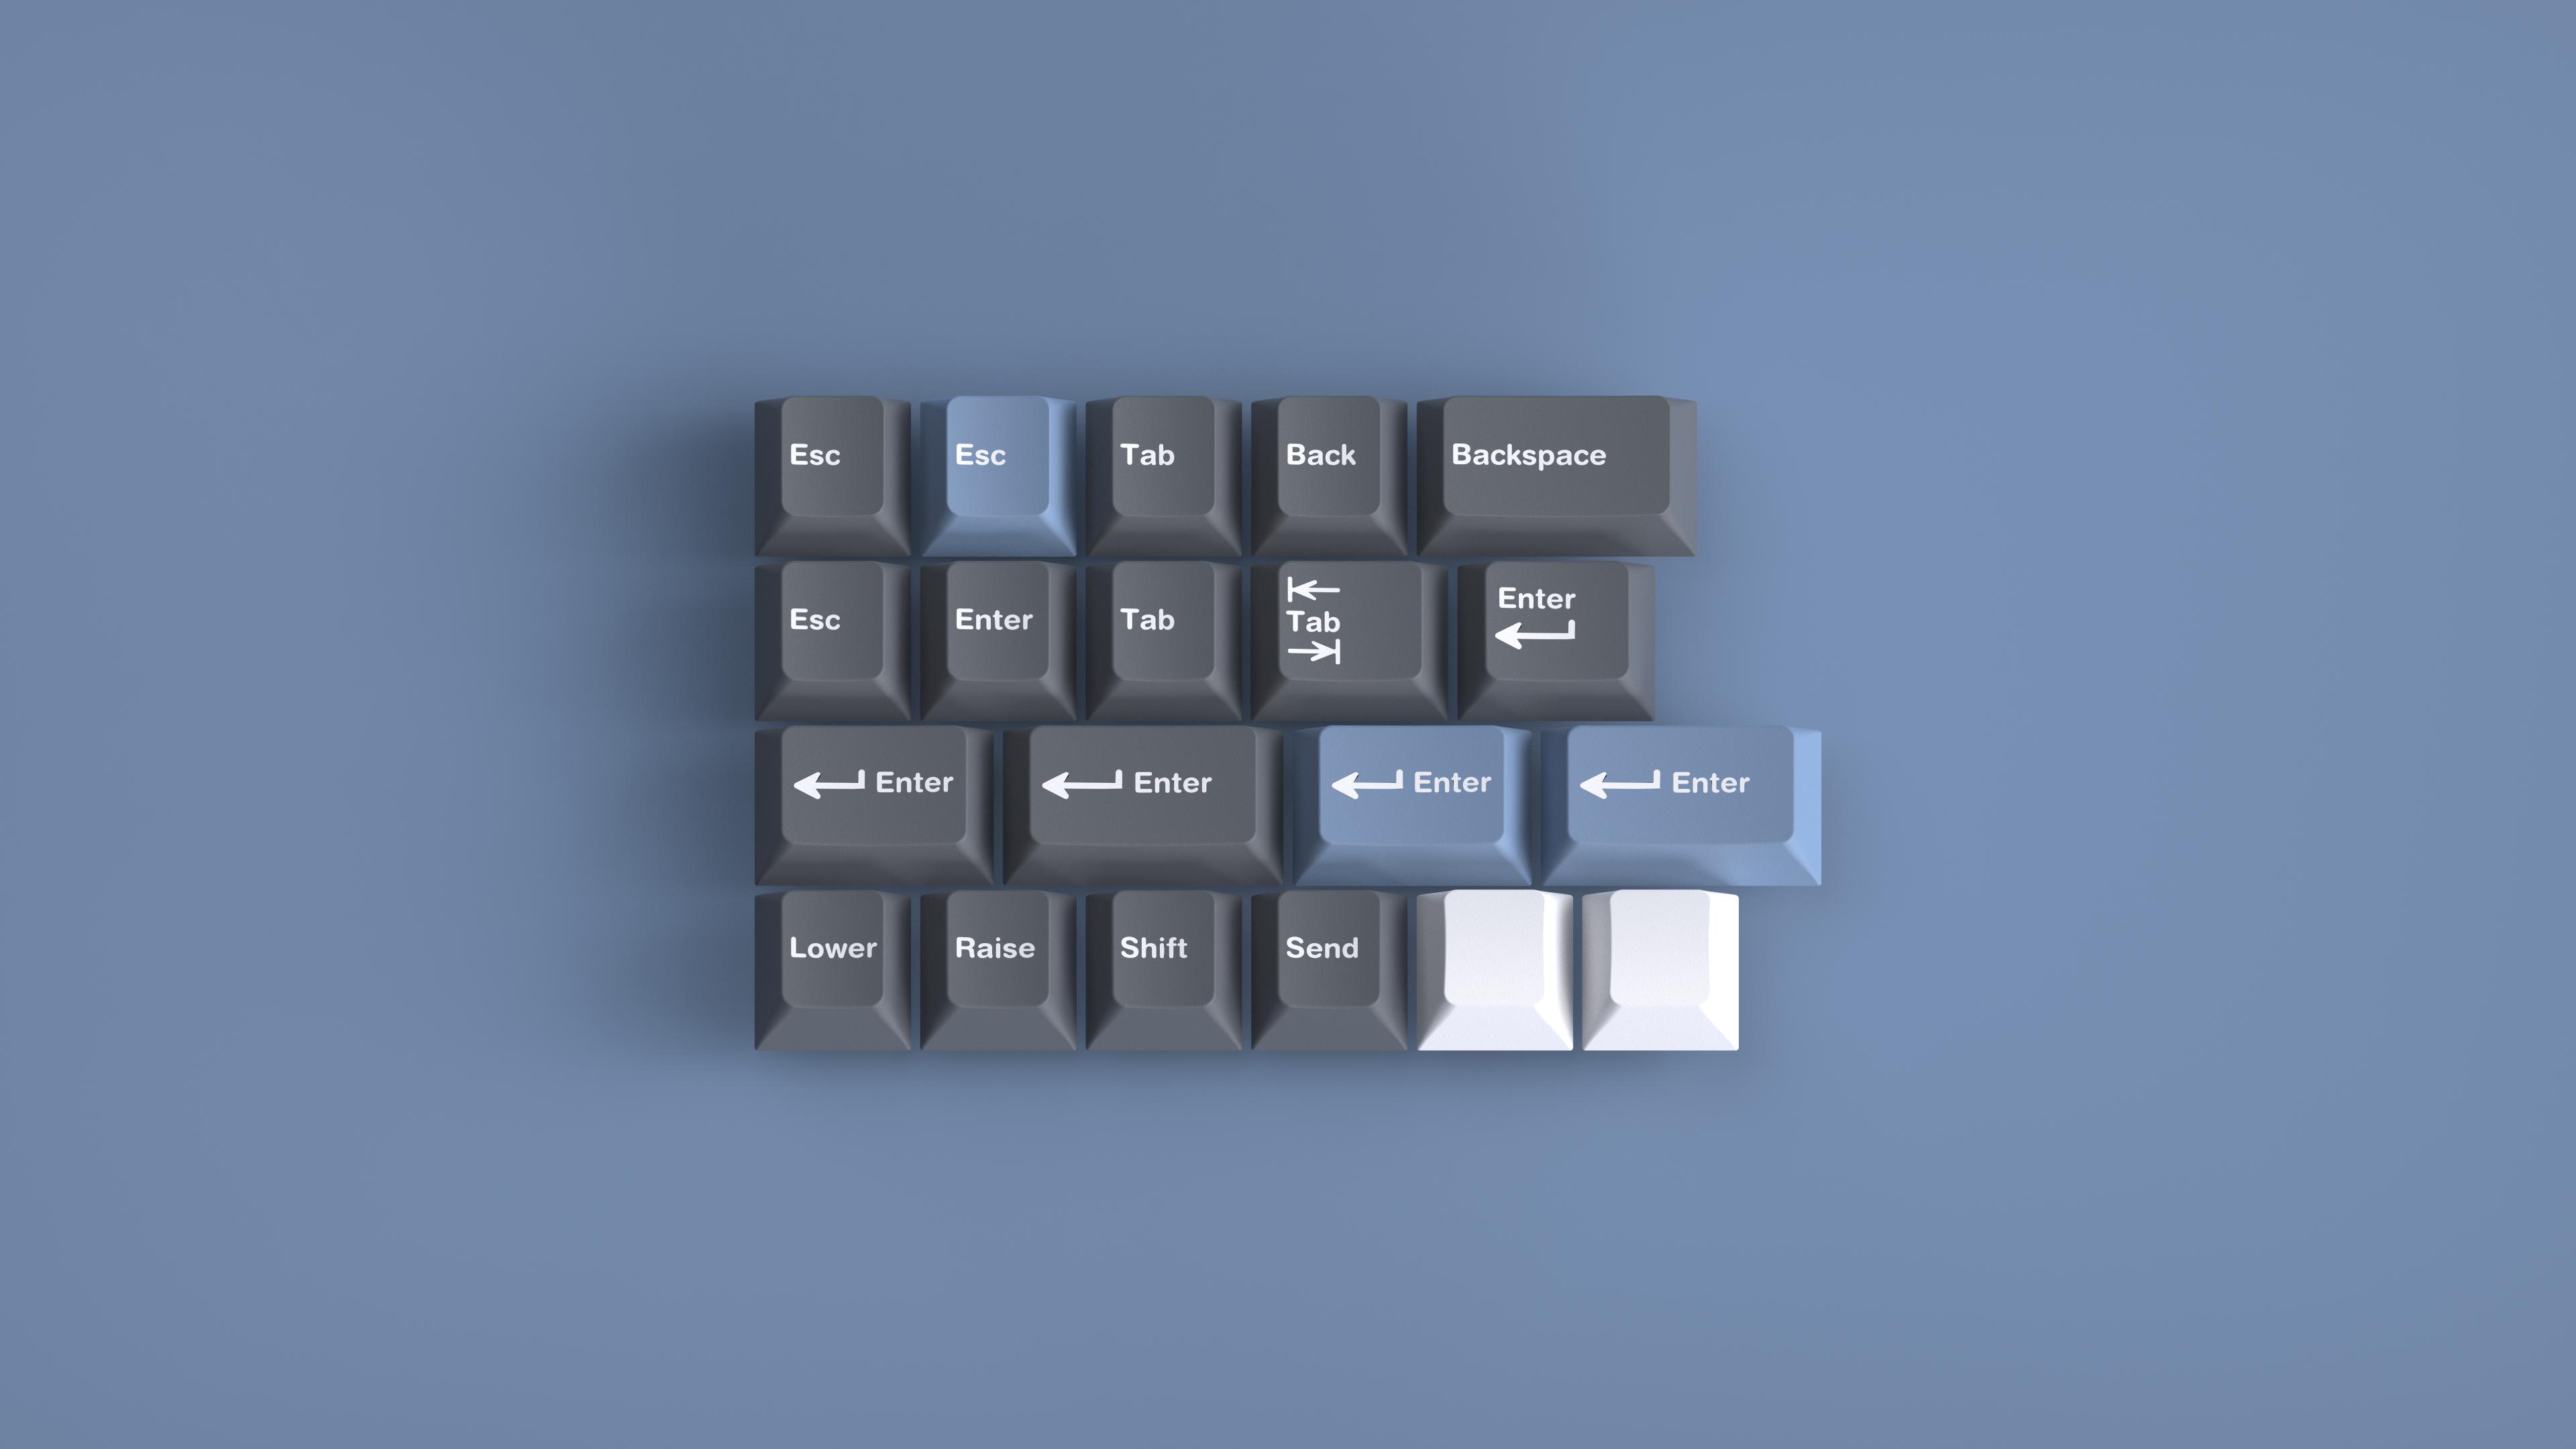 Esc
Esc
Tab
Back
Backspace
Esc
Enter
Tab
Tab
Enter
Enter
Enter
Enter
Enter
Lower
Raise
Shift
Send